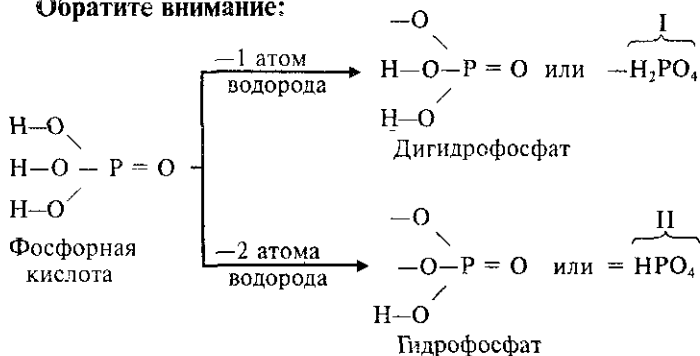 Обратите внимание:
—О
I
—1 атом
водорода
Н—О—Р = О или —H₂PO₄
Н—О
Дигидрофосфат
Н—О
Н—О — Р = О
Н—О
Фосфорная
кислота
—О
II
—2 атома
водорода
—О—Р = О или = HPO₄
Н—О
Гидрофосфат